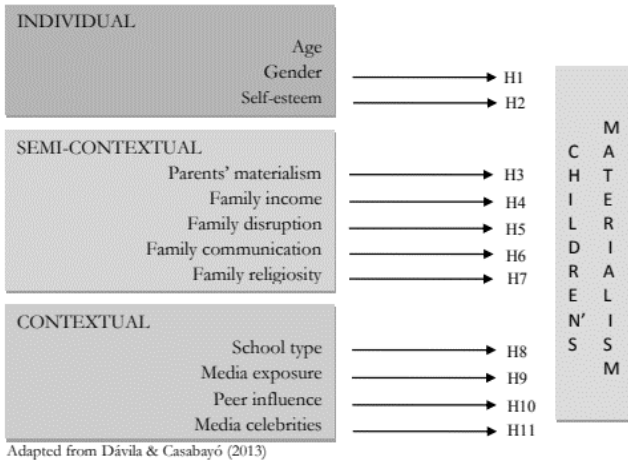 INDIVIDUAL
Age
Gender
H1
Self-esteem
H2
SEMI-CONTEXTUAL
Parents' materialism
H3
Family income
H4
Family disruption
H5
Family communication
H6
Family religiosity
H7
CONTEXTUAL
School type
H8
Media exposure
H9
Peer influence
H10
Media celebrities
H11
CHILDREN'S
MATERIALISM
Adapted from Dávila & Casabayó (2013)